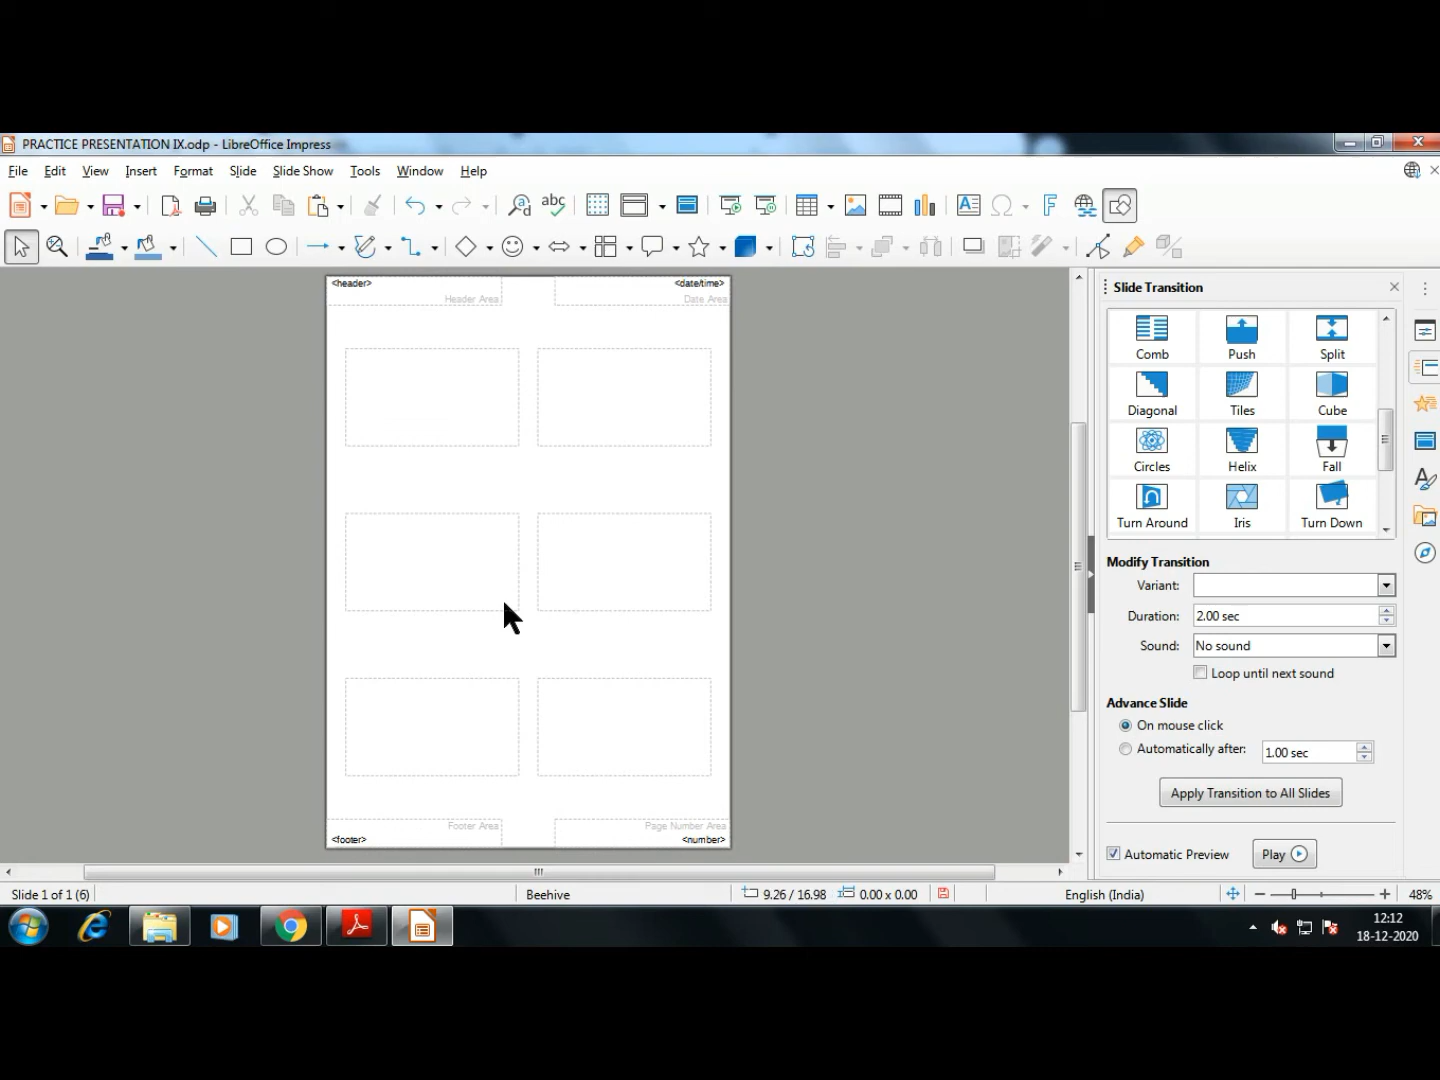 PRACTICE PRESENTATION IX.odp - LibreOffice Impress
File Edit View Insert Format Slide Slide Show Tools Window Help
abc
<header> <date/time>
Header Area Date Area
Footer Area Page Number Area
<footer> <number>
Slide Transition
Comb Push Split
Diagonal Tiles Cube
Circles Helix Fall
Turn Around Iris Turn Down
Modify Transition
Variant:
Duration: 2.00 sec
Sound: No sound
Loop until next sound
Advance Slide
On mouse click
Automatically after: 1.00 sec
Apply Transition to All Slides
Automatic Preview Play
Slide 1 of 1 (6) Beehive 9.26 / 16.98 0.00 x 0.00 English (India) 48%
12:12
18-12-2020